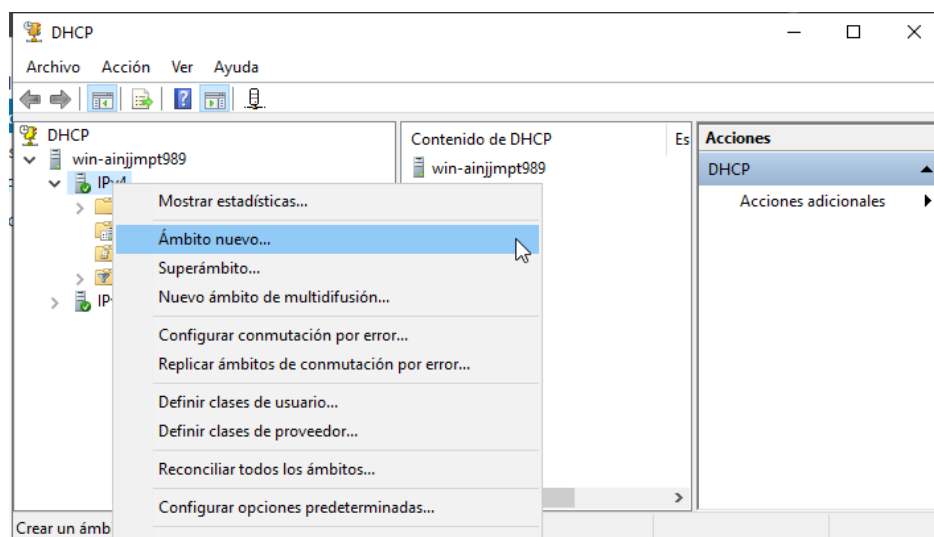 DHCP
Archivo Acción Ver Ayuda
DHCP
win-ainjjmpt989
IPv4
IP
Contenido de DHCP Es
win-ainjjmpt989
Acciones
DHCP
Acciones adicionales
Mostrar estadísticas...
Ámbito nuevo...
Superámbito...
Nuevo ámbito de multidifusión...
Configurar conmutación por error...
Replicar ámbitos de conmutación por error...
Definir clases de usuario...
Definir clases de proveedor...
Reconciliar todos los ámbitos...
Configurar opciones predeterminadas...
Crear un ámb